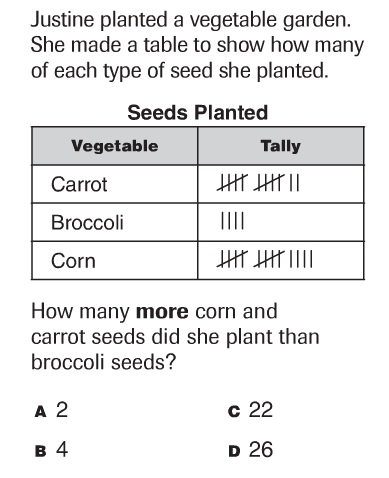 Justine planted a vegetable garden.
She made a table to show how many
of each type of seed she planted.
Seeds Planted
Vegetable Tally
Carrot
Broccoli
Corn
How many more corn and
carrot seeds did she plant than
broccoli seeds?
A 2 C 22
B 4 D 26